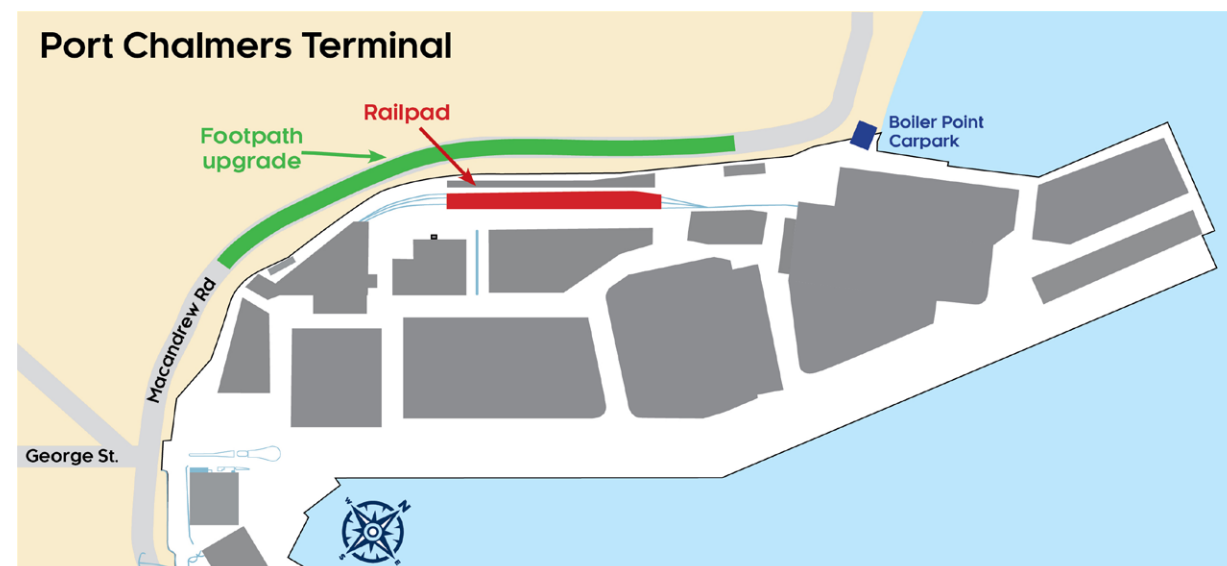 Port Chalmers Terminal
Railpad
Footpath
upgrade
Boiler Point
Carpark
Macandrew Rd
George St.
W
N
S
E